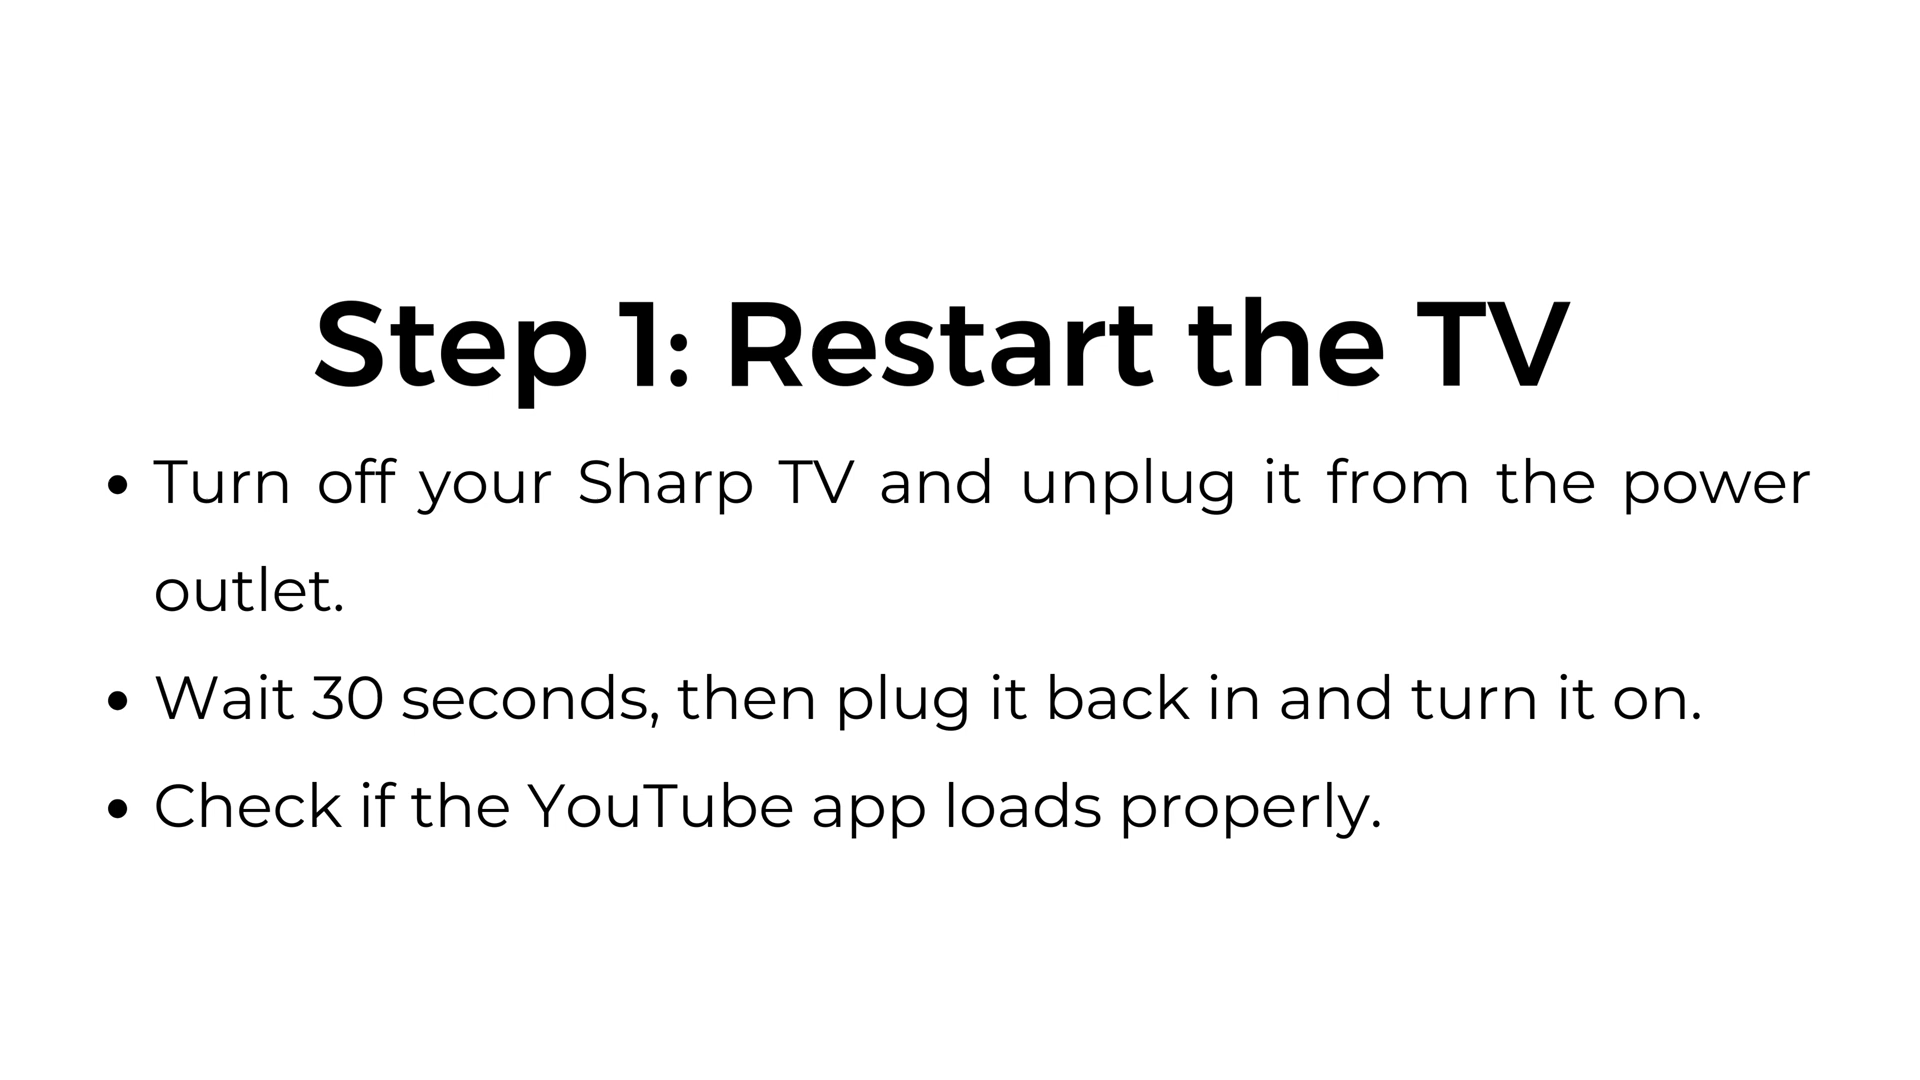 Step 1: Restart the TV
• Turn off your Sharp TV and unplug it from the power
outlet.
• Wait 30 seconds, then plug it back in and turn it on.
• Check if the YouTube app loads properly.